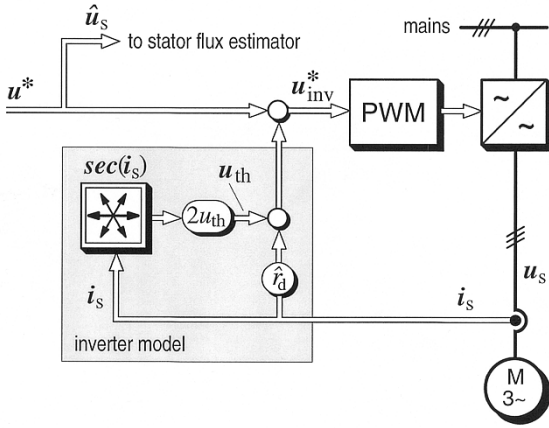 û_s
to stator flux estimator
mains
u*
u*_inv
PWM
~
~
sec(i_s)
u_th
2u_th
r̂_d
u_s
i_s
i_s
inverter model
M
3~